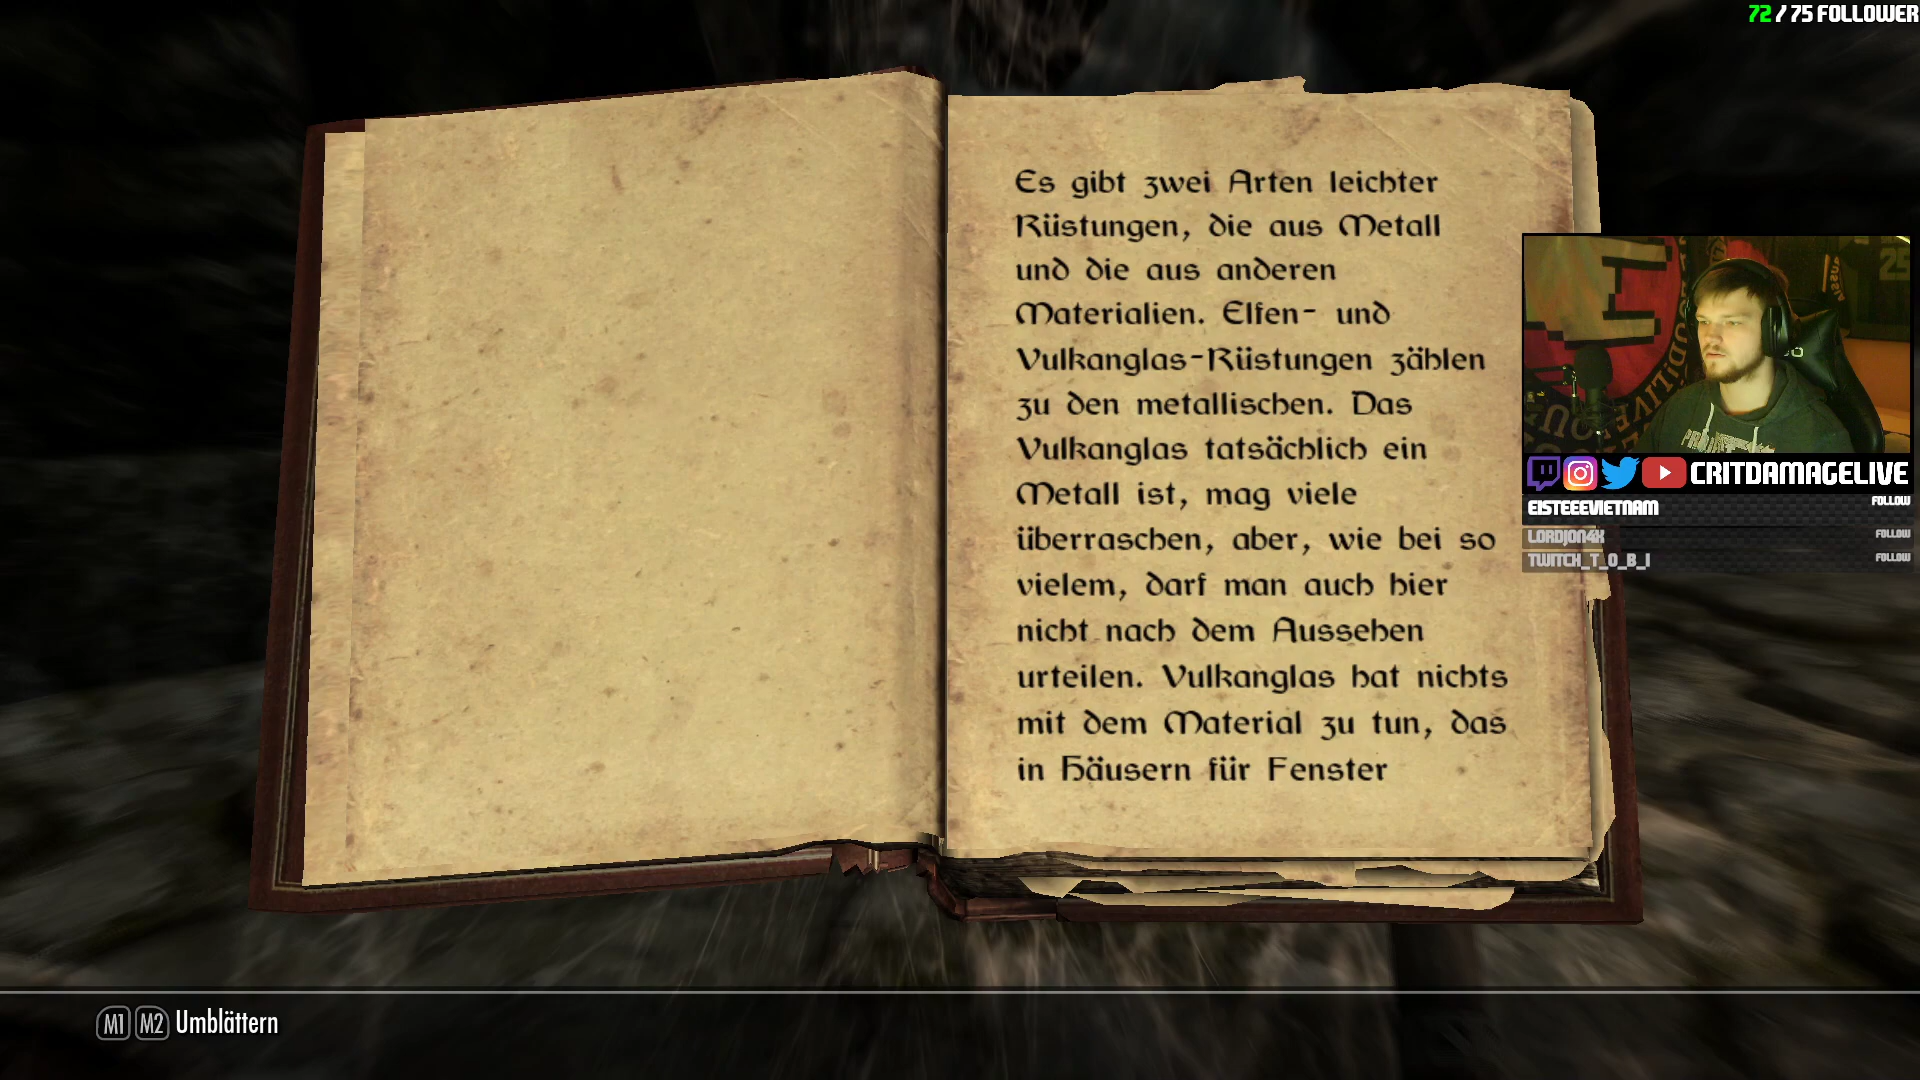 72 / 75 FOLLOWER
Es gibt zwei Arten leichter
Rüstungen, die aus Metall
und die aus anderen
Materialien. Elfen- und
Vulkanglas-Rüstungen zählen
zu den metallischen. Das
Vulkanglas tatsächlich ein
Metall ist, mag viele
überraschen, aber, wie bei so
vielem, darf man auch hier
nicht nach dem Aussehen
urteilen. Vulkanglas hat nichts
mit dem Material zu tun, das
in Häusern für Fenster
25
CRITDAMAGELIVE
EISTEEEVIETNAM FOLLOW
LORDJON4X FOLLOW
TWITCH_T_O_B_I FOLLOW
M1 M2 Umblättern